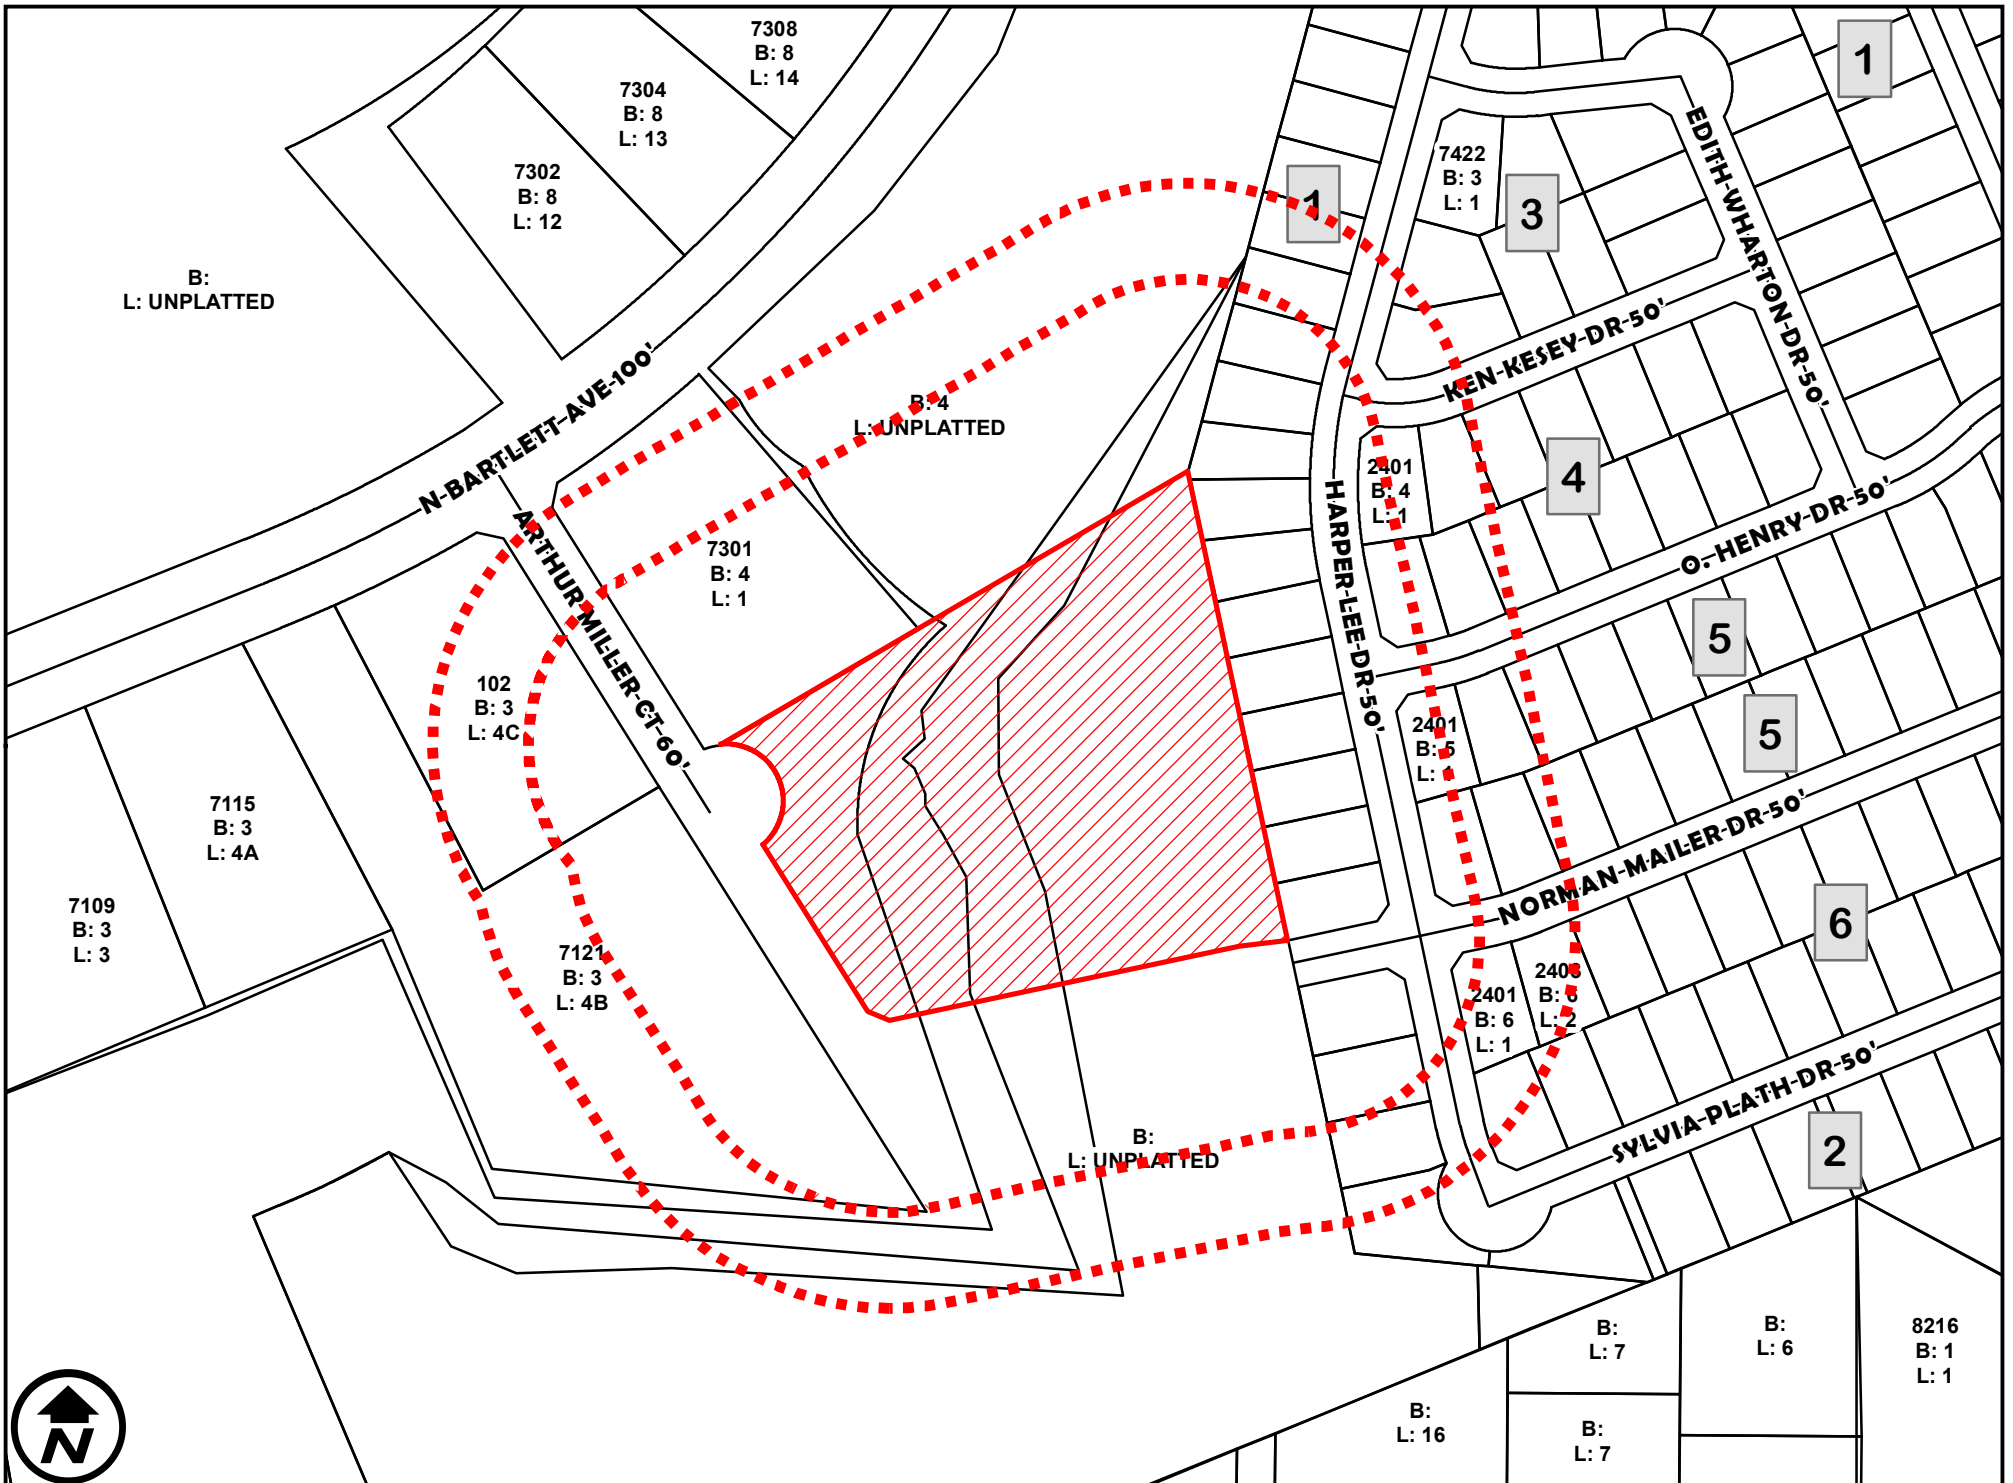 7308
B: 8
L: 14
7304
B: 8
L: 13
7302
B: 8
L: 12
B:
L: UNPLATTED
1
1
7422
B: 3
L: 1
3
EDITH-WHARTON-DR-50'
KEN-KESEY-DR-50'
N-BARTLETT-AVE-100'
B: 4
L: UNPLATTED
2401
B: 4
L: 1
4
HARPER-LEE-DR-50'
O.-HENRY-DR-50'
ARTHUR-MILLER-CT-60'
7301
B: 4
L: 1
5
102
B: 3
L: 4C
2401
B: 5
L: 1
5
7115
B: 3
L: 4A
NORMAN-MAILER-DR-50'
7109
B: 3
L: 3
6
7121
B: 3
L: 4B
2401
B: 6
L: 1
B: 6
L: 2
SYLVIA-PLATH-DR-50'
2
B:
L: UNPLATTED
B:
L: 7
B:
L: 6
8216
B: 1
L: 1
B:
L: 16
B:
L: 7
N